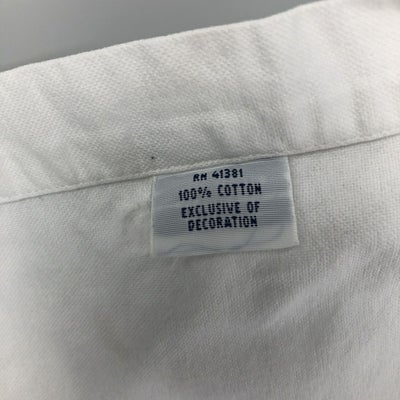 RN 41381
100% COTTON
EXCLUSIVE OF
DECORATION